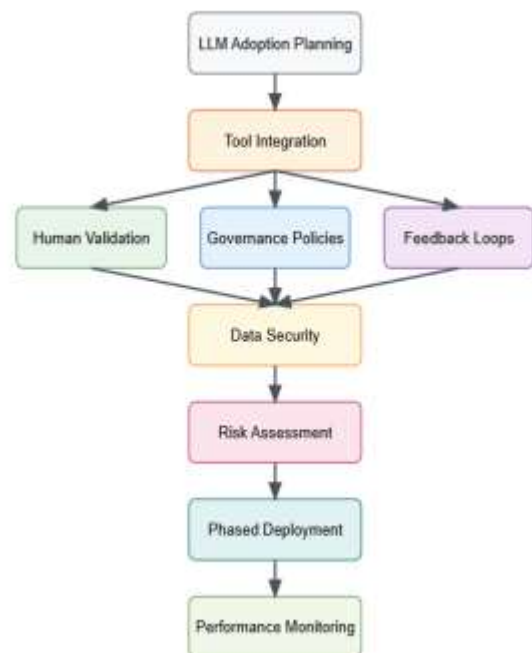 LLM Adoption Planning
Tool Integration
Human Validation
Governance Policies
Feedback Loops
Data Security
Risk Assessment
Phased Deployment
Performance Monitoring